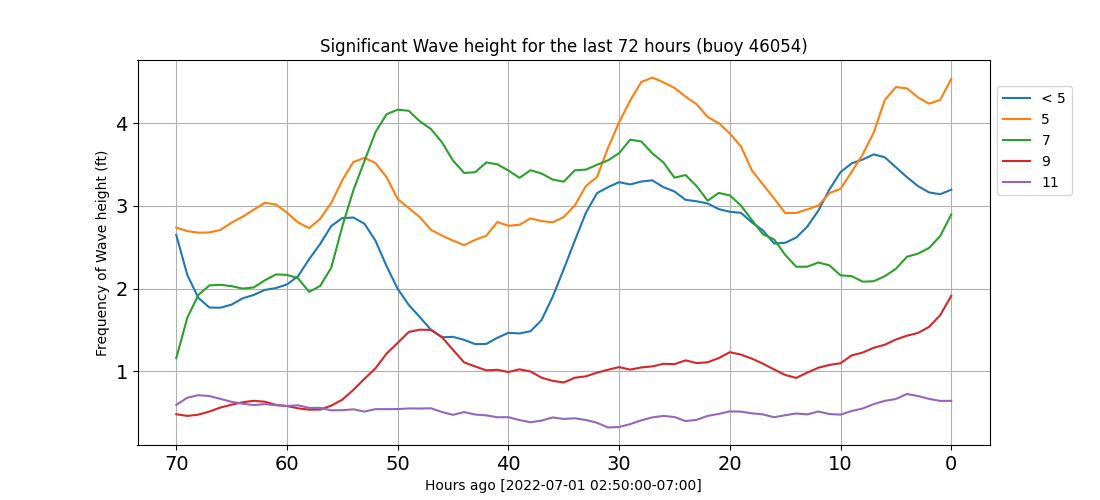 Significant Wave height for the last 72 hours (buoy 46054)
Frequency of Wave height (ft)
4
3
2
1
70 60 50 40 30 20 10 0
Hours ago [2022-07-01 02:50:00-07:00]
< 5
5
7
9
11